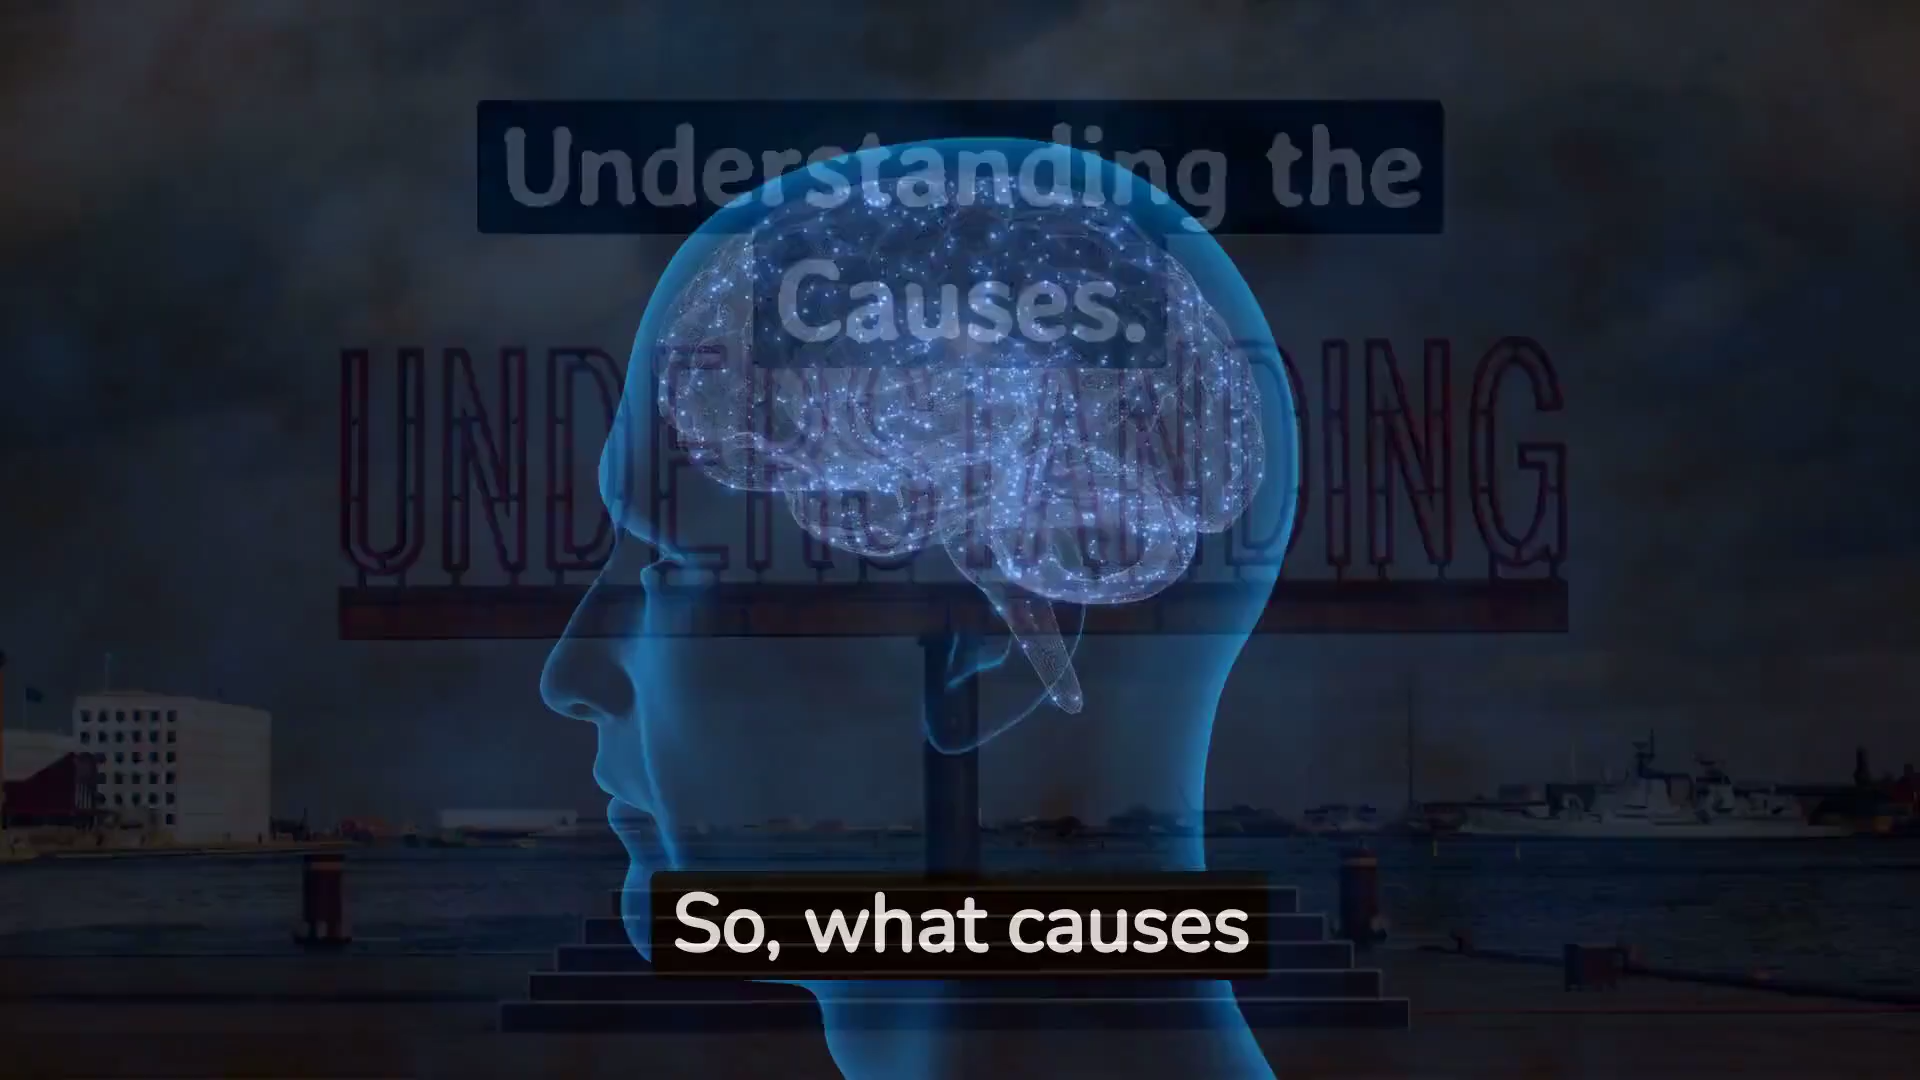 Understanding the
Causes.
UNDERSTANDING
So, what causes